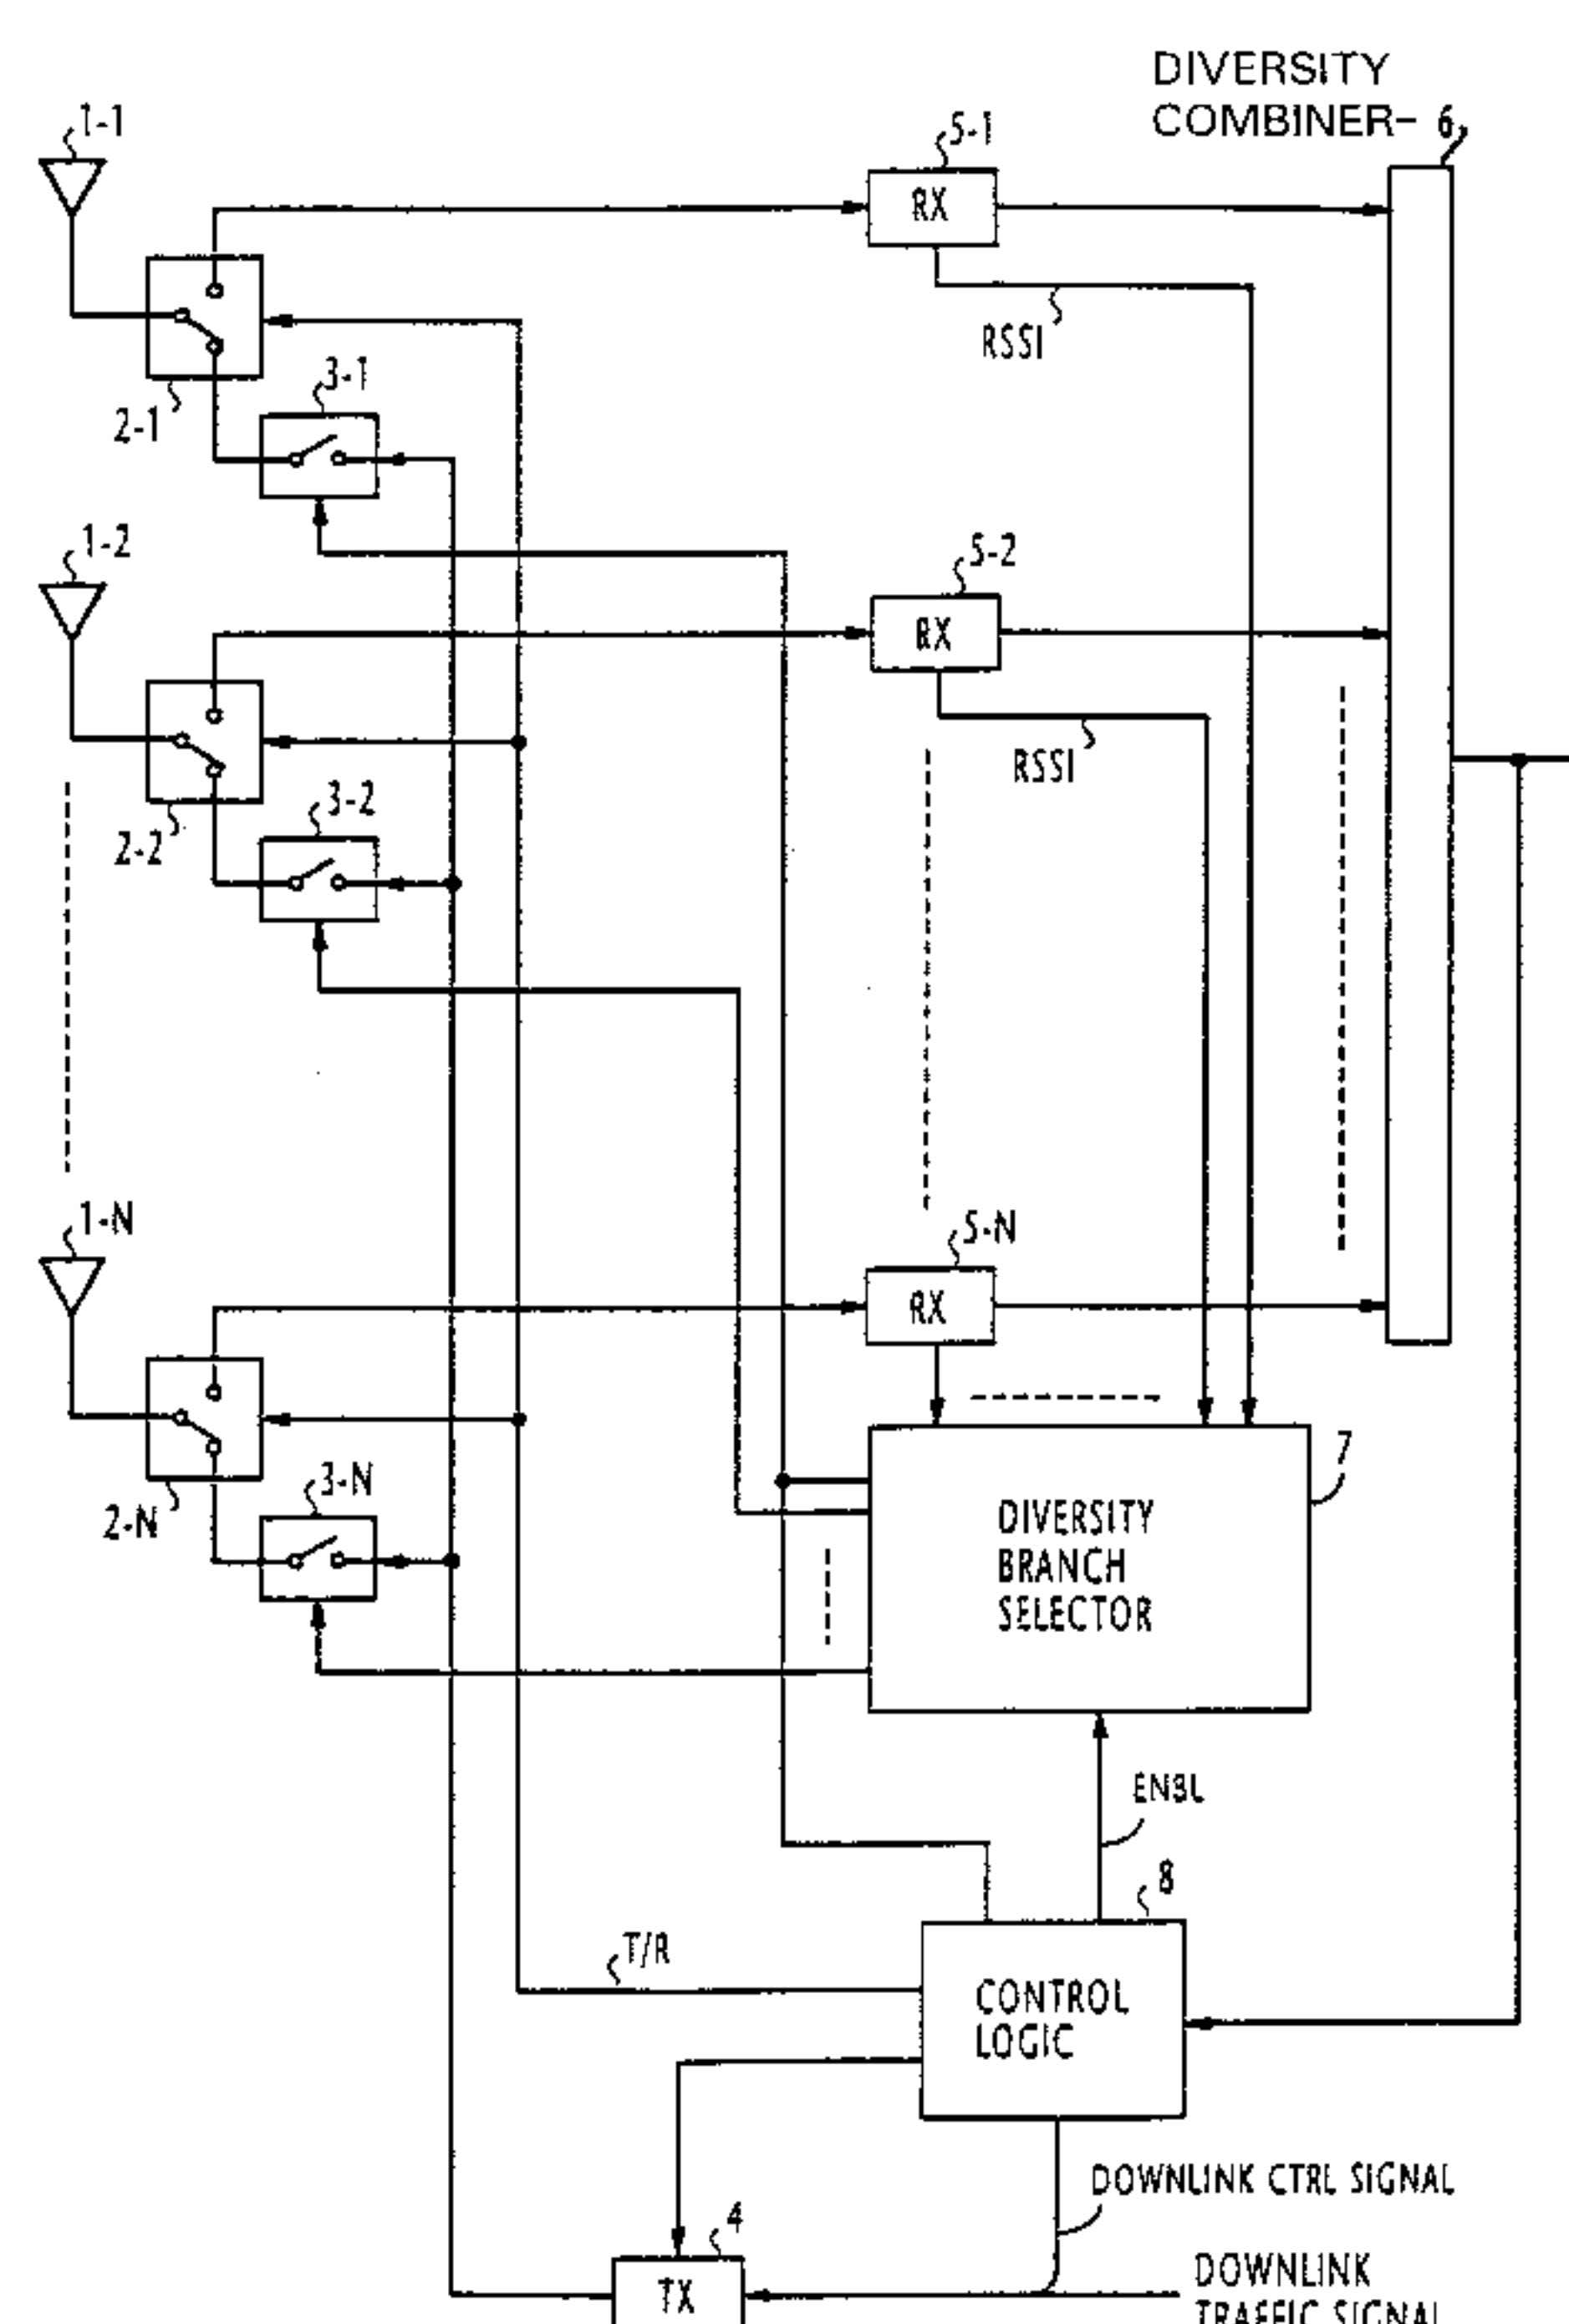 DIVERSITY
COMBINER- 6
1-1
5-1
RX
RSSI
2-1
3-1
1-2
5-2
RX
RSSI
2-2
3-2
1-N
5-N
RX
2-N
3-N
7
DIVERSITY
BRANCH
SELECTOR
ENBL
8
T/R
CONTROL
LOGIC
DOWNLINK CTRL SIGNAL
4
TX
DOWNLINK
TRAFFIC SIGNAL